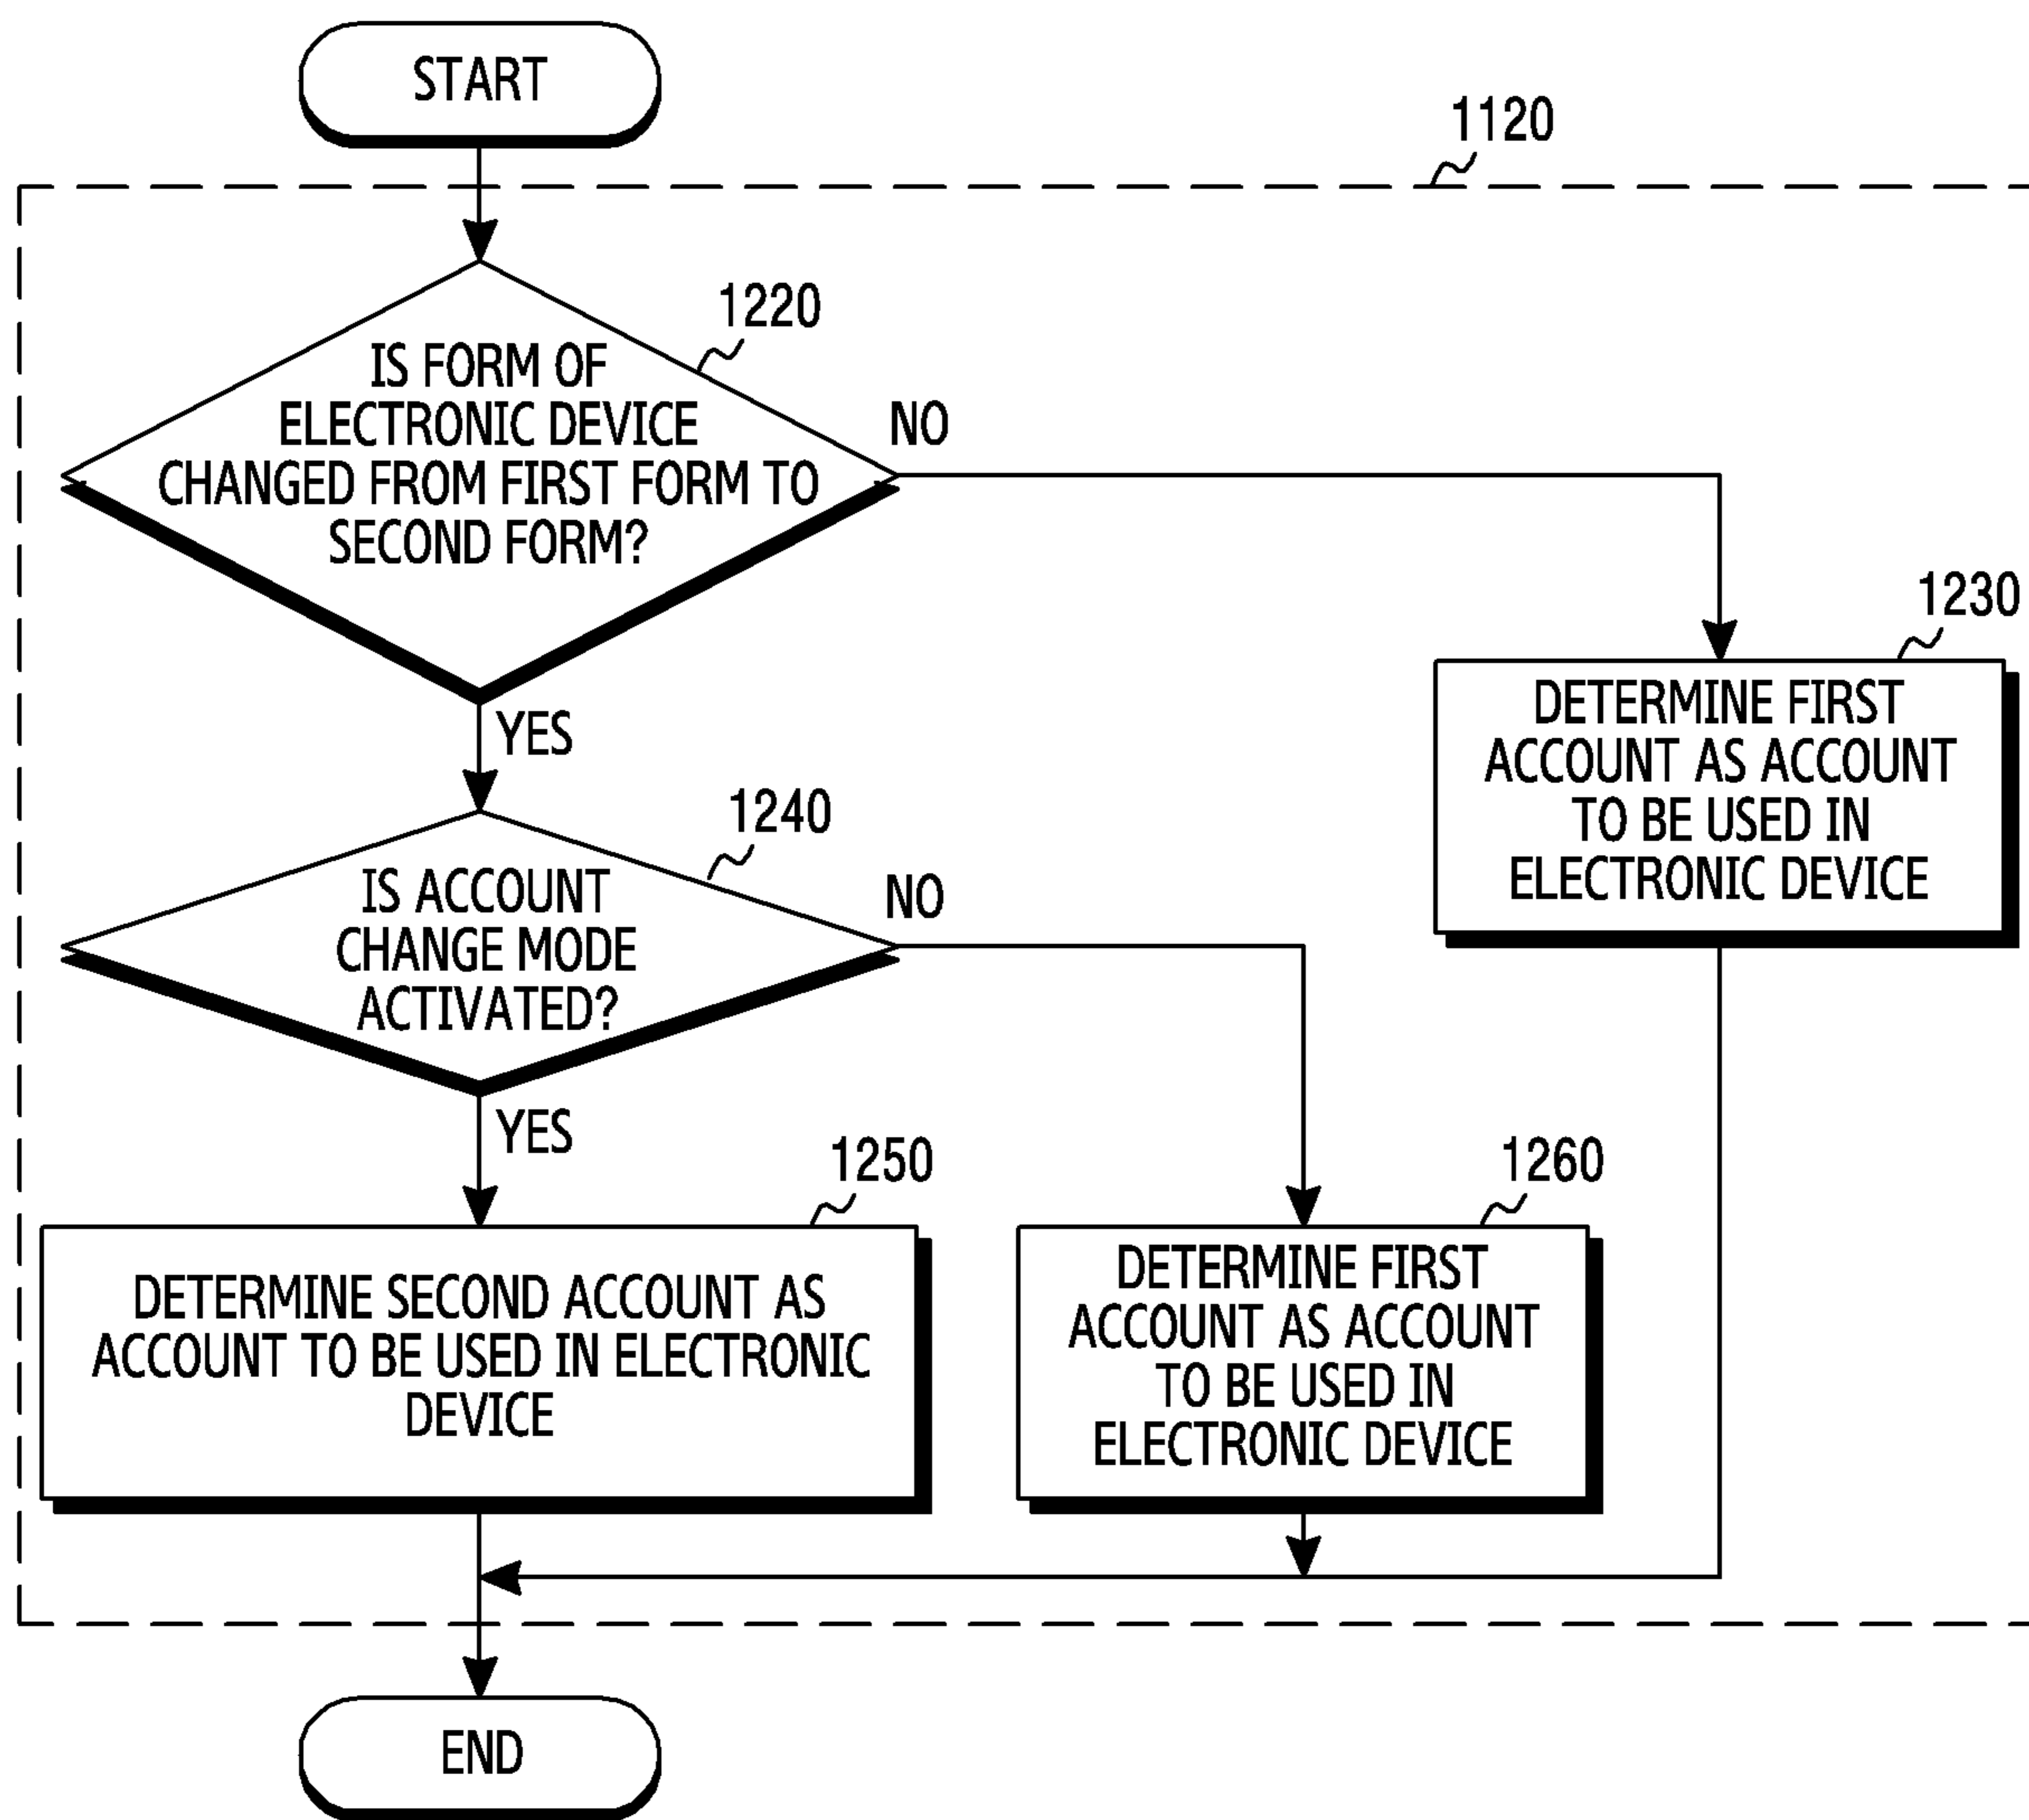 START
1120
1220
IS FORM OF
ELECTRONIC DEVICE
CHANGED FROM FIRST FORM TO
SECOND FORM?
NO
YES
1230
DETERMINE FIRST
ACCOUNT AS ACCOUNT
TO BE USED IN
ELECTRONIC DEVICE
1240
IS ACCOUNT
CHANGE MODE
ACTIVATED?
NO
YES
1250
DETERMINE SECOND ACCOUNT AS
ACCOUNT TO BE USED IN ELECTRONIC
DEVICE
1260
DETERMINE FIRST
ACCOUNT AS ACCOUNT
TO BE USED IN
ELECTRONIC DEVICE
END